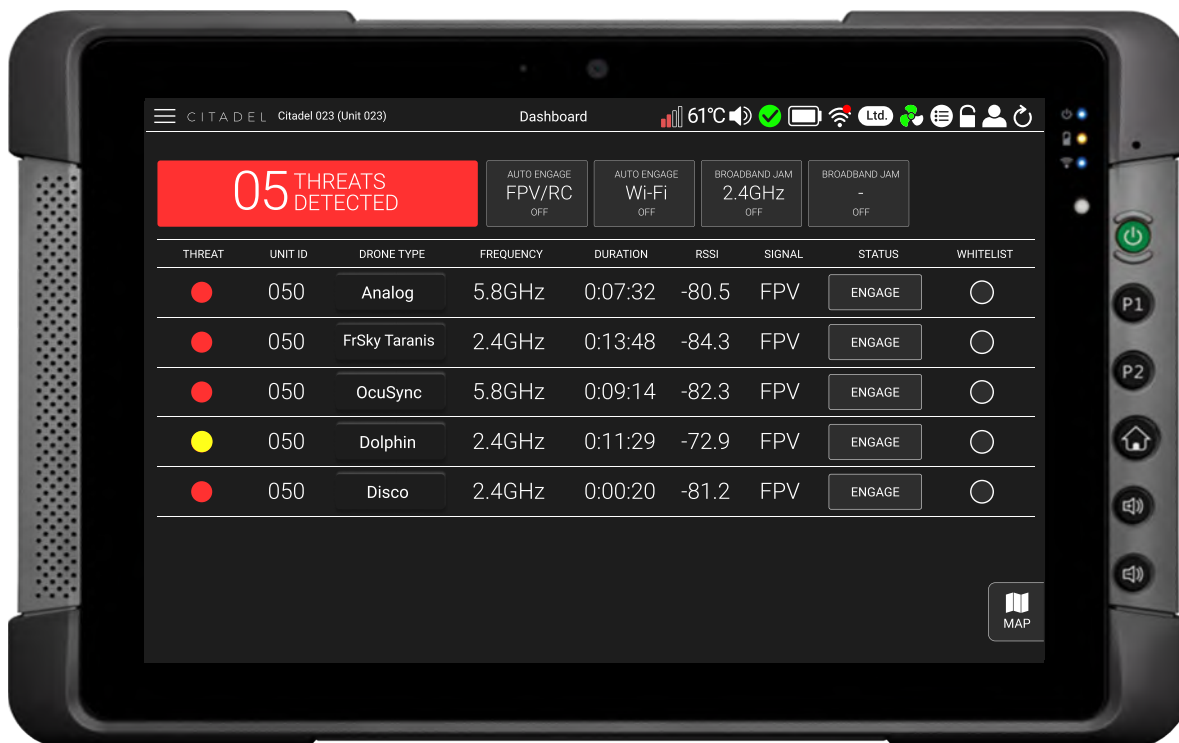 CITADEL Citadel 023 (Unit 023) Dashboard 61°C Ltd.
05 THREATS DETECTED
AUTO ENGAGE
FPV/RC
OFF
AUTO ENGAGE
Wi-Fi
OFF
BROADBAND JAM
2.4GHz
OFF
BROADBAND JAM
-
OFF
THREAT UNIT ID DRONE TYPE FREQUENCY DURATION RSSI SIGNAL STATUS WHITELIST
050 Analog 5.8GHz 0:07:32 -80.5 FPV ENGAGE
050 FrSky Taranis 2.4GHz 0:13:48 -84.3 FPV ENGAGE
050 OcuSync 5.8GHz 0:09:14 -82.3 FPV ENGAGE
050 Dolphin 2.4GHz 0:11:29 -72.9 FPV ENGAGE
050 Disco 2.4GHz 0:00:20 -81.2 FPV ENGAGE
MAP
P1
P2